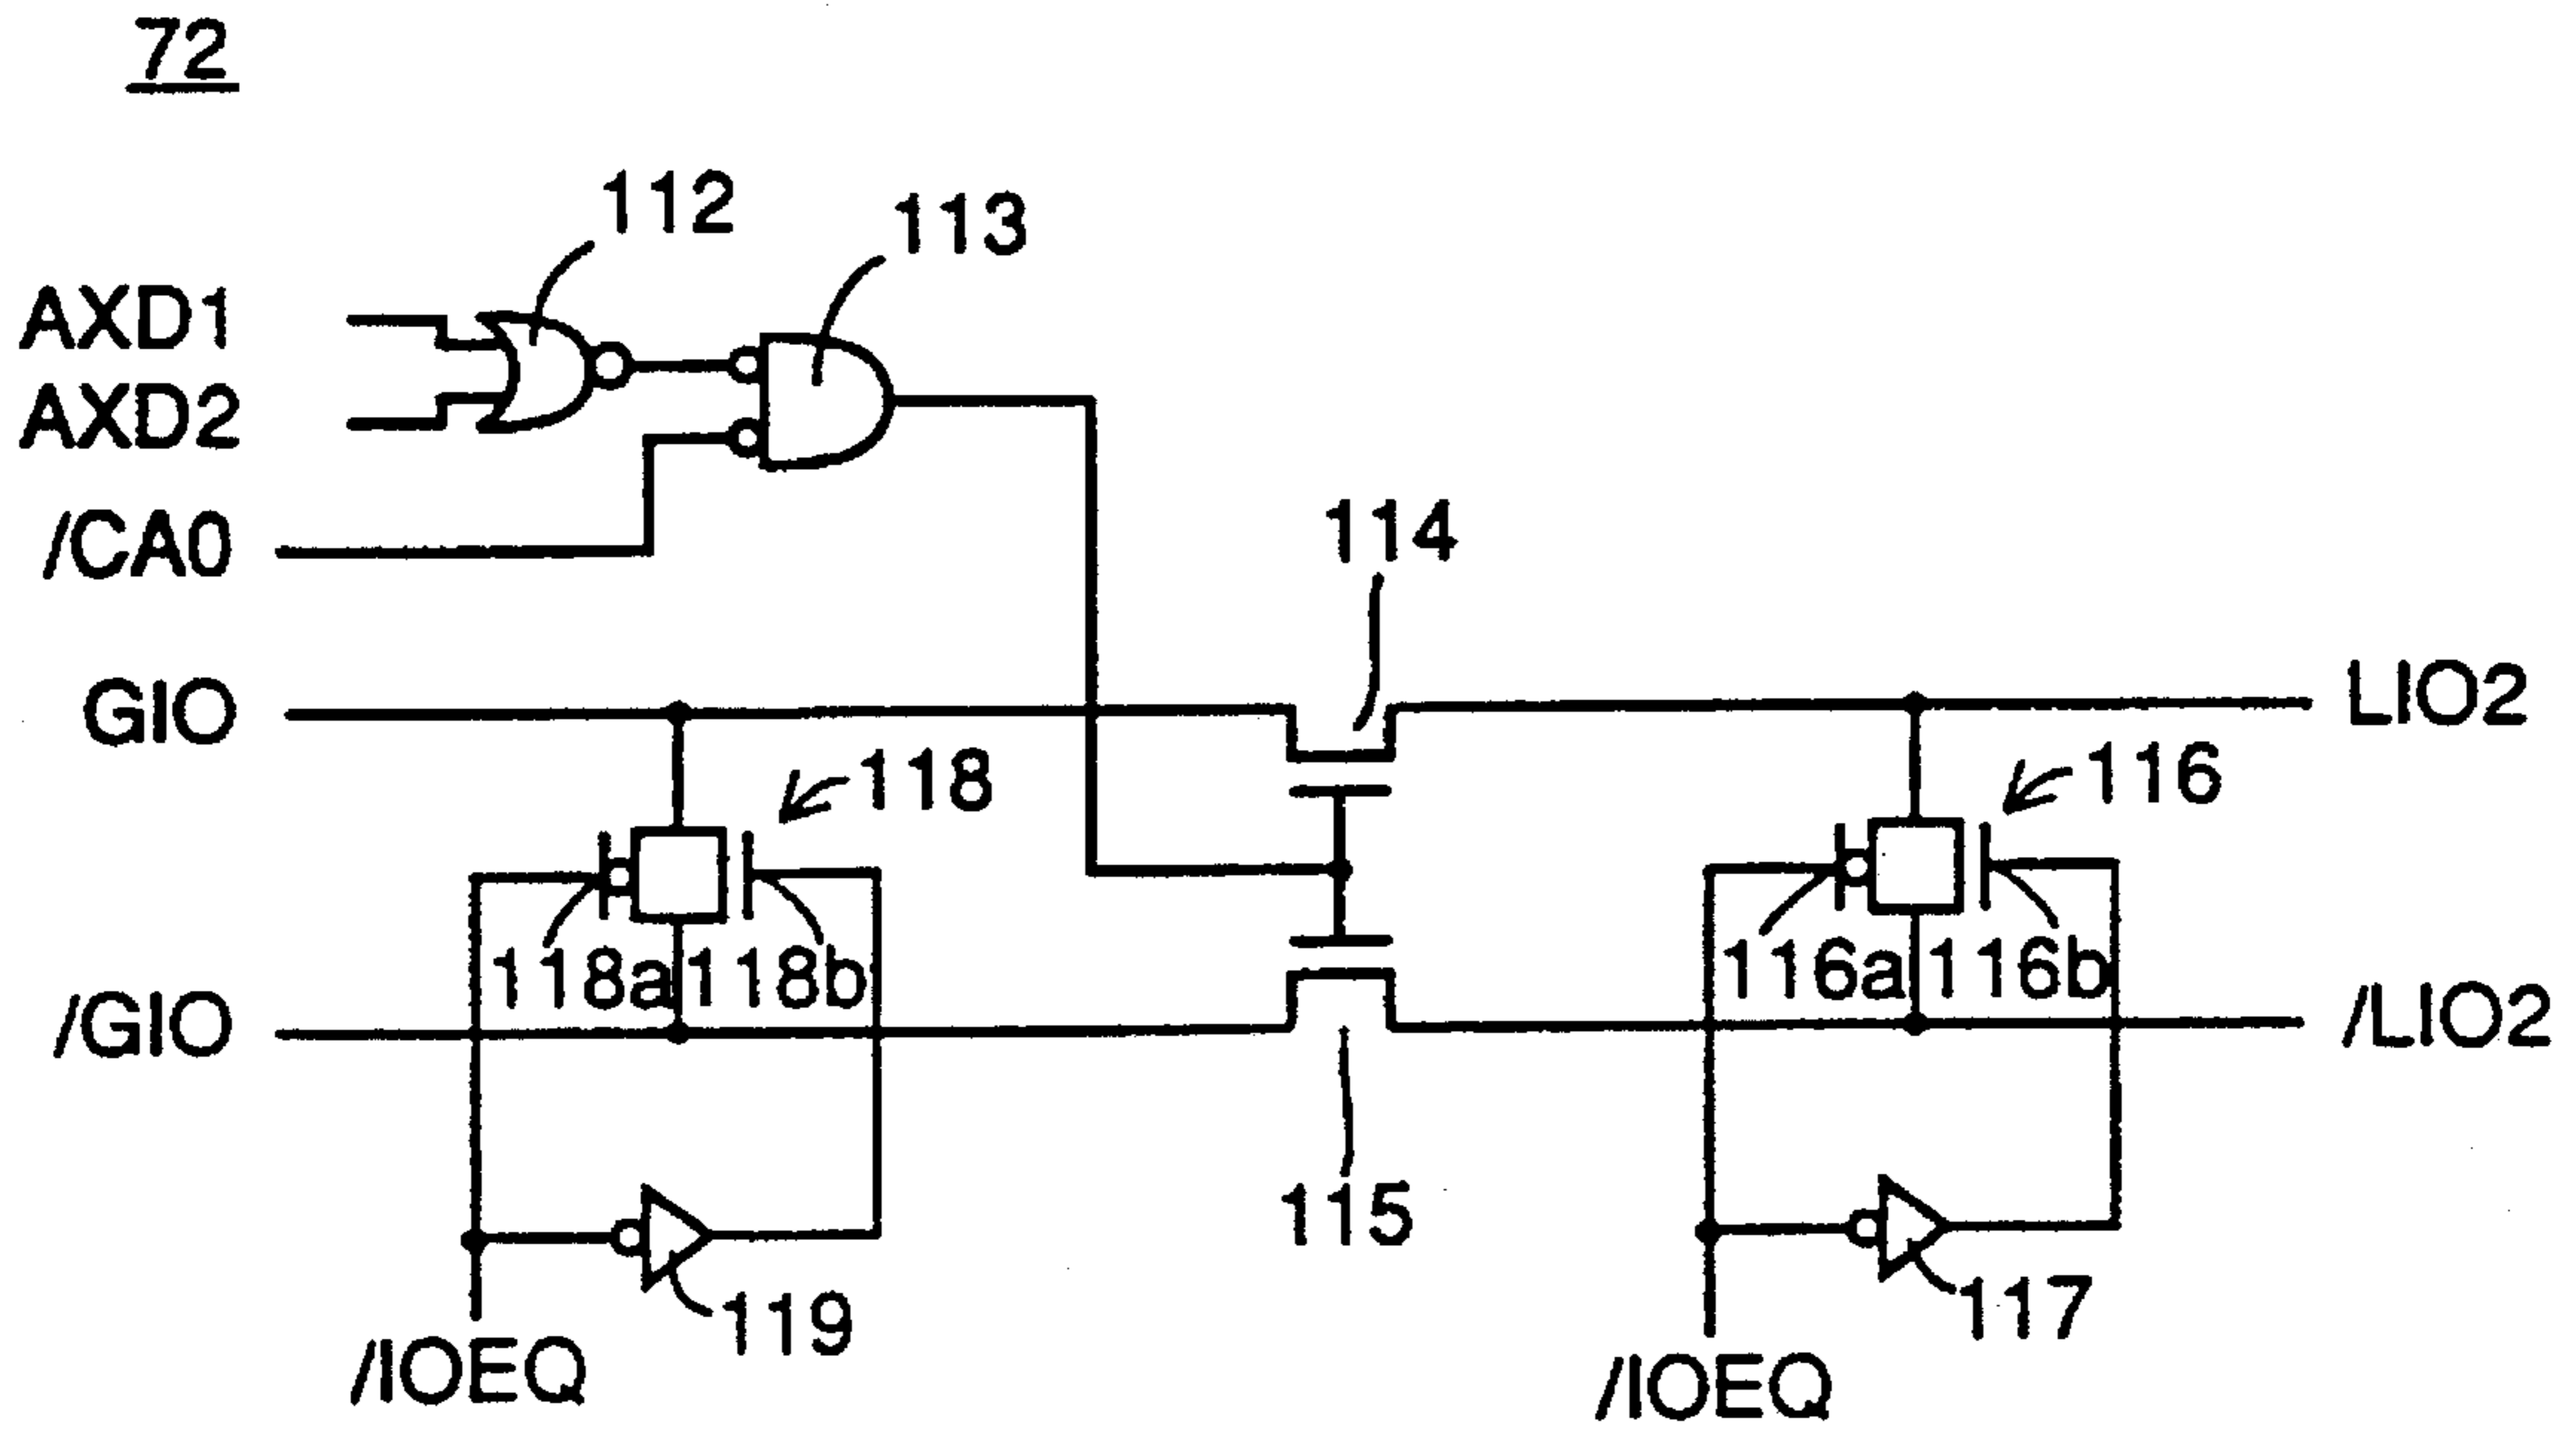 72
112
113
AXD1
AXD2
/CA0
114
GIO
LIO2
118
116
118a
118b
116a
116b
/GIO
/LIO2
115
119
117
/IOEQ
/IOEQ